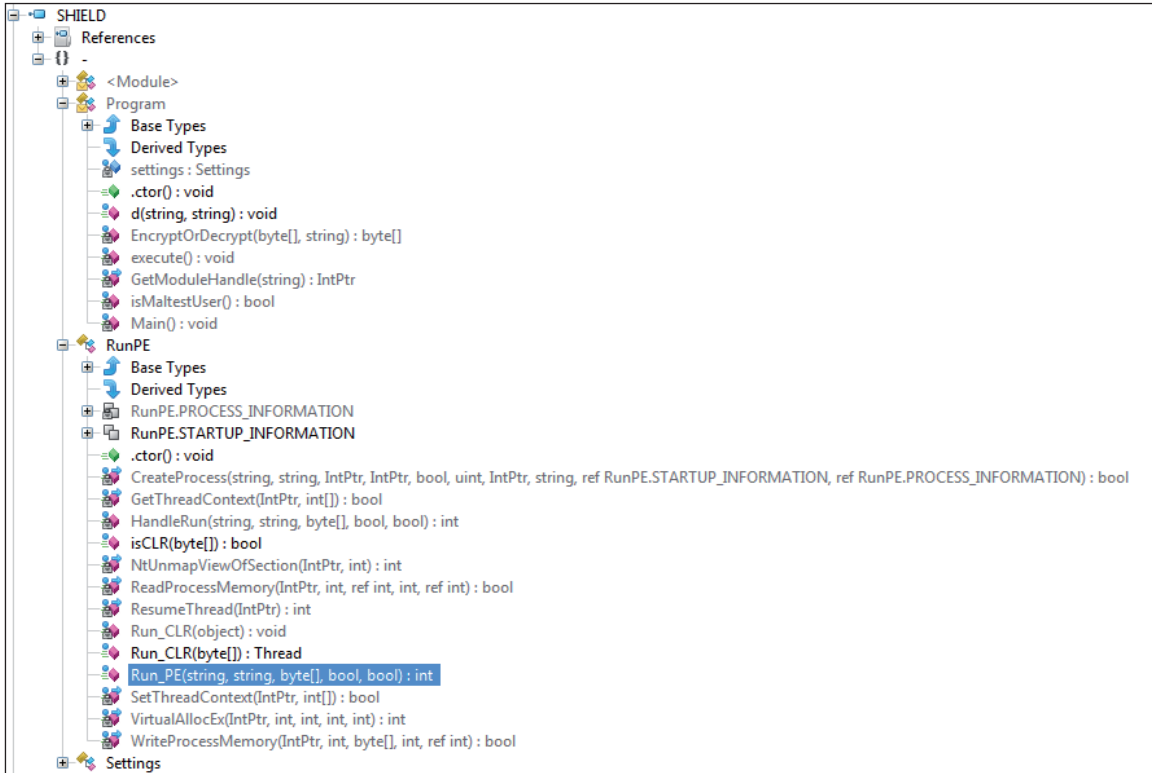 SHIELD
References
{} -
<Module>
Program
Base Types
Derived Types
settings : Settings
.ctor() : void
d(string, string) : void
EncryptOrDecrypt(byte[], string) : byte[]
execute() : void
GetModuleHandle(string) : IntPtr
isMaltestUser() : bool
Main() : void
RunPE
Base Types
Derived Types
RunPE.PROCESS_INFORMATION
RunPE.STARTUP_INFORMATION
.ctor() : void
CreateProcess(string, string, IntPtr, IntPtr, bool, uint, IntPtr, string, ref RunPE.STARTUP_INFORMATION, ref RunPE.PROCESS_INFORMATION) : bool
GetThreadContext(IntPtr, int[]) : bool
HandleRun(string, string, byte[], bool, bool) : int
isCLR(byte[]) : bool
NtUnmapViewOfSection(IntPtr, int) : int
ReadProcessMemory(IntPtr, int, ref int, int, ref int) : bool
ResumeThread(IntPtr) : int
Run_CLR(object) : void
Run_CLR(byte[]) : Thread
Run_PE(string, string, byte[], bool, bool) : int
SetThreadContext(IntPtr, int[]) : bool
VirtualAllocEx(IntPtr, int, int, int, int) : int
WriteProcessMemory(IntPtr, int, byte[], int, ref int) : bool
Settings